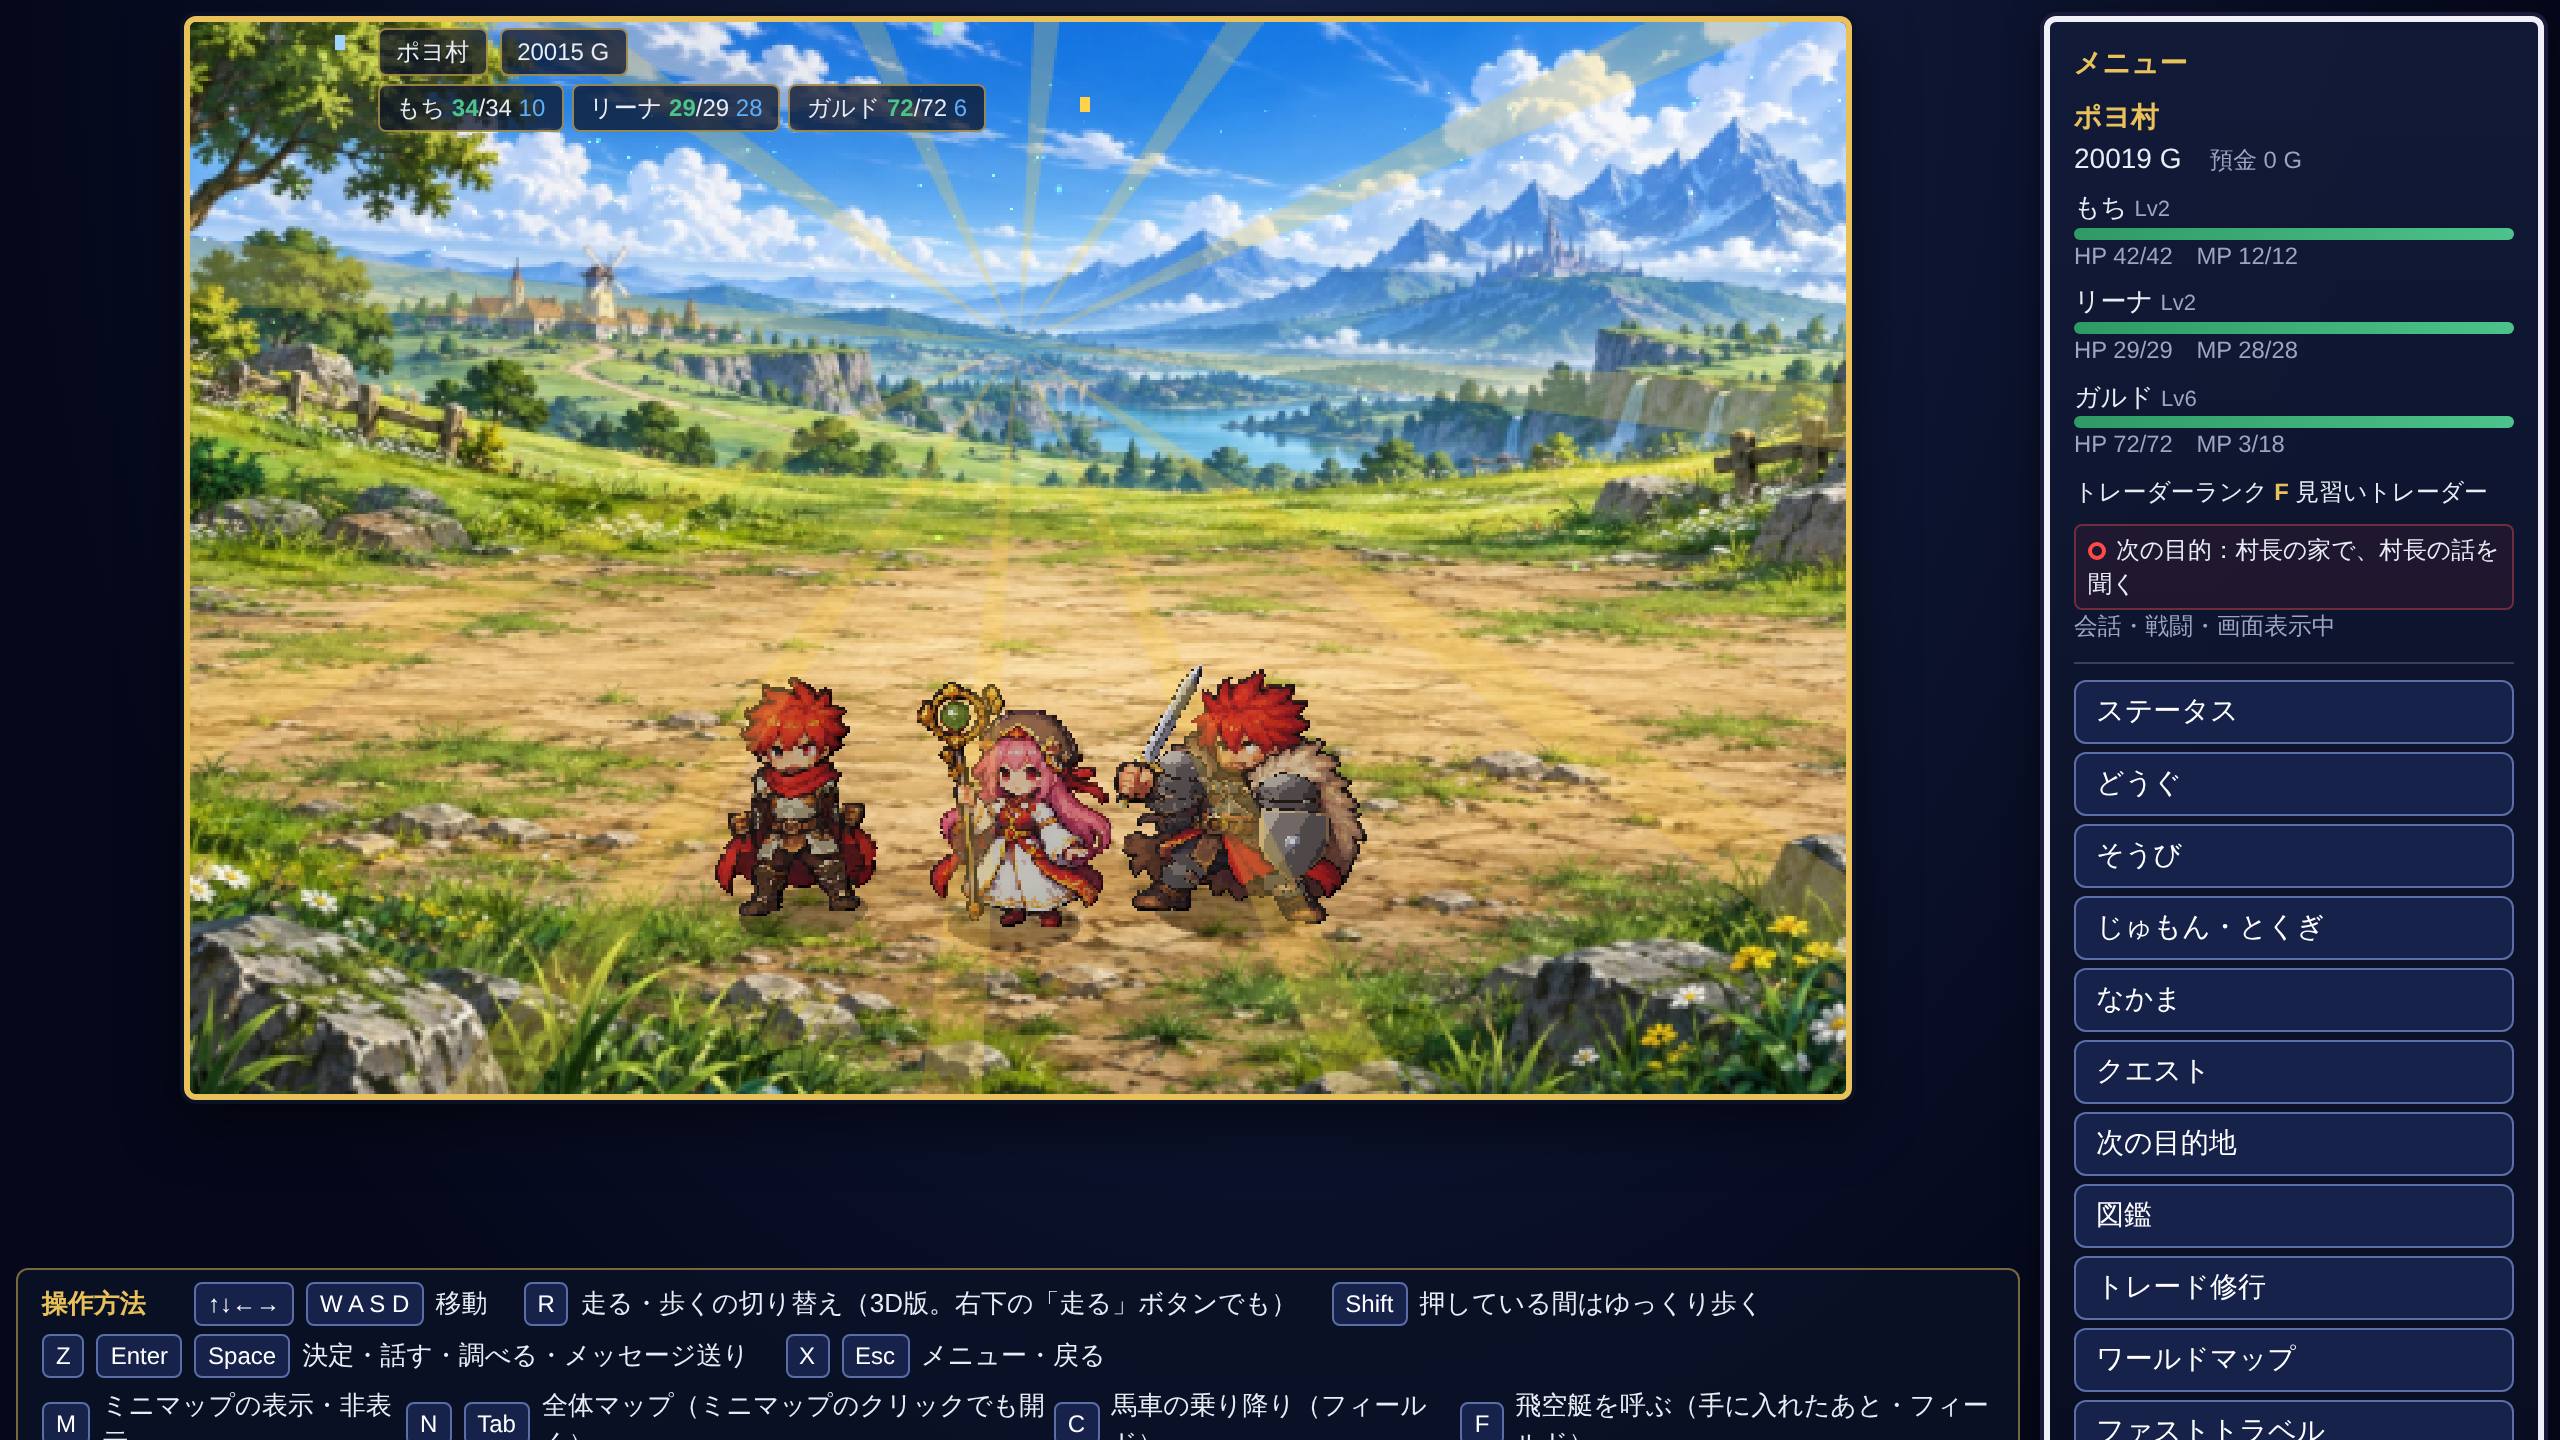 ポヨ村 20015 G
もち 34/34 10 リーナ 29/29 28 ガルド 72/72 6
メニュー
ポヨ村
20019 G 預金 0 G
もち Lv2
HP 42/42 MP 12/12
リーナ Lv2
HP 29/29 MP 28/28
ガルド Lv6
HP 72/72 MP 3/18
トレーダーランク F 見習いトレーダー
次の目的：村長の家で、村長の話を
聞く
会話・戦闘・画面表示中
ステータス
どうぐ
そうび
じゅもん・とくぎ
なかま
クエスト
次の目的地
図鑑
トレード修行
ワールドマップ
ファストトラベル
操作方法 ↑↓←→ W A S D 移動 R 走る・歩くの切り替え（3D版。右下の「走る」ボタンでも） Shift 押している間はゆっくり歩く
Z Enter Space 決定・話す・調べる・メッセージ送り X Esc メニュー・戻る
M ミニマップの表示・非表 N Tab 全体マップ（ミニマップのクリックでも開 C 馬車の乗り降り（フィール F 飛空艇を呼ぶ（手に入れたあと・フィー